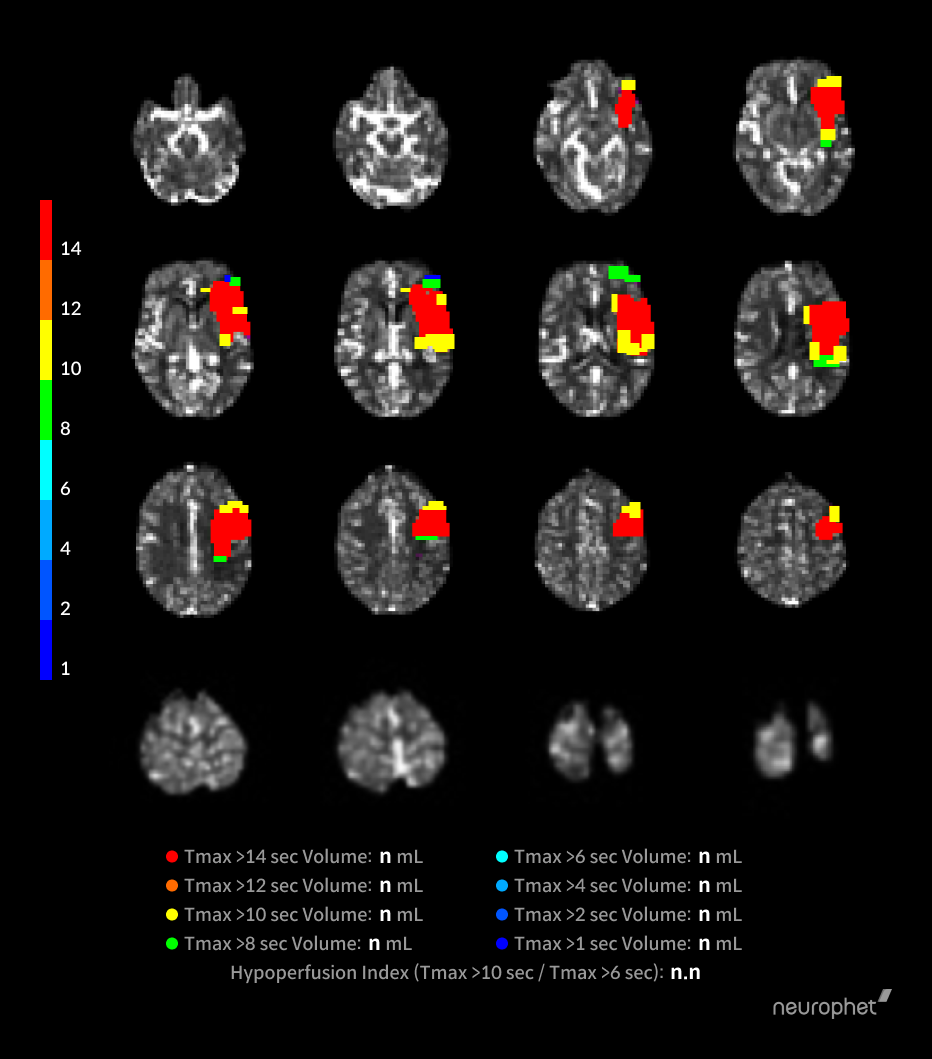 14
12
10
8
6
4
2
1
Tmax >14 sec Volume: n mL
Tmax >6 sec Volume: n mL
Tmax >12 sec Volume: n mL
Tmax >4 sec Volume: n mL
Tmax >10 sec Volume: n mL
Tmax >2 sec Volume: n mL
Tmax >8 sec Volume: n mL
Tmax >1 sec Volume: n mL
Hypoperfusion Index (Tmax >10 sec / Tmax >6 sec): n.n
neurophet